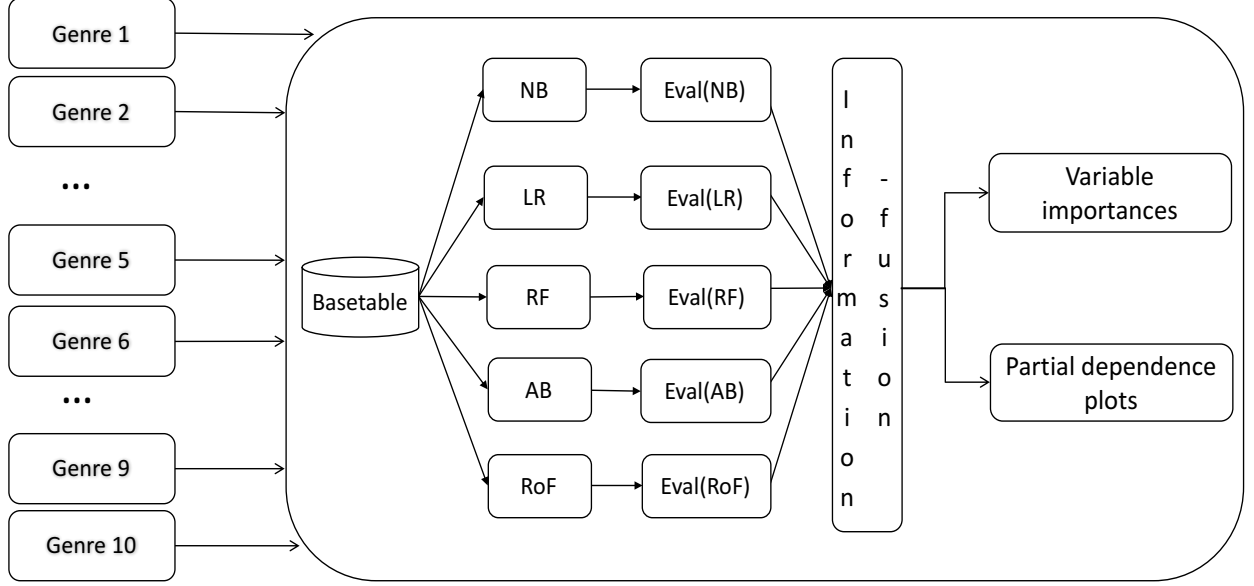 Genre 1
Genre 2
...
Genre 5
Genre 6
...
Genre 9
Genre 10
Basetable
NB
LR
RF
AB
RoF
Eval(NB)
Eval(LR)
Eval(RF)
Eval(AB)
Eval(RoF)
Information
-fusion
Variable
importances
Partial dependence
plots